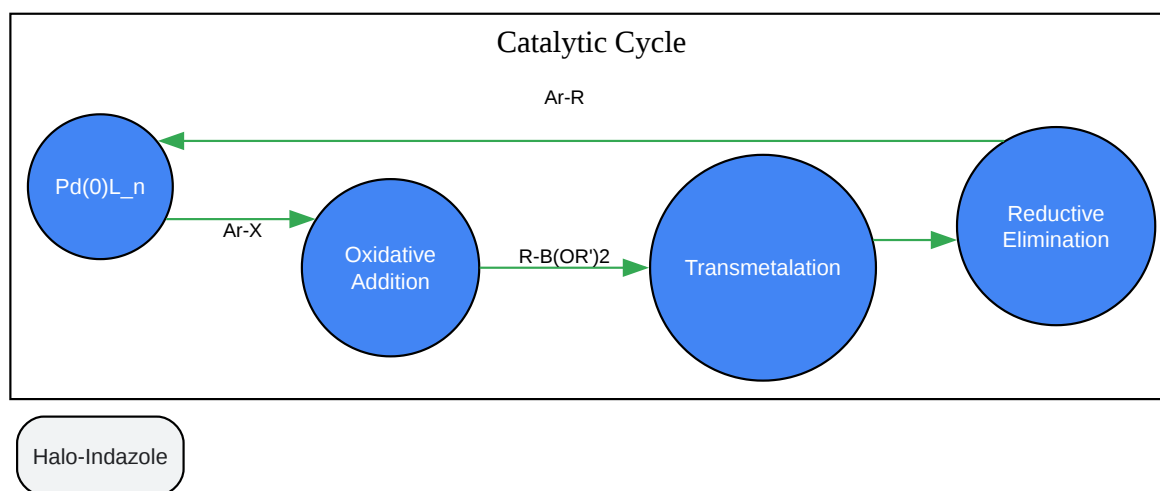 Catalytic Cycle
Ar-R
Pd(0)L_n
Ar-X
Oxidative
Addition
R-B(OR')2
Transmetalation
Reductive
Elimination
Halo-Indazole